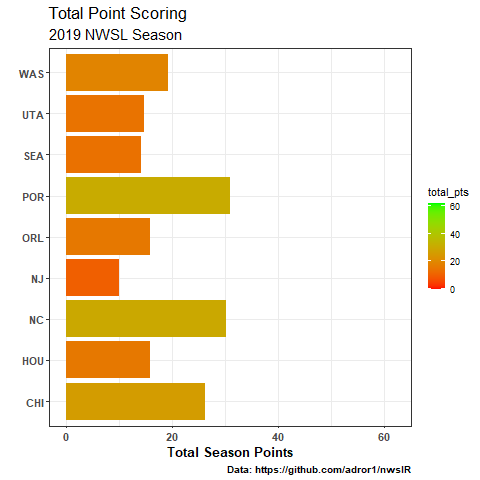 Total Point Scoring
2019 NWSL Season
WAS
UTA
SEA
POR
ORL
NJ
NC
HOU
CHI
0 20 40 60
Total Season Points
total_pts
60
40
20
0
Data: https://github.com/adror1/nwslR